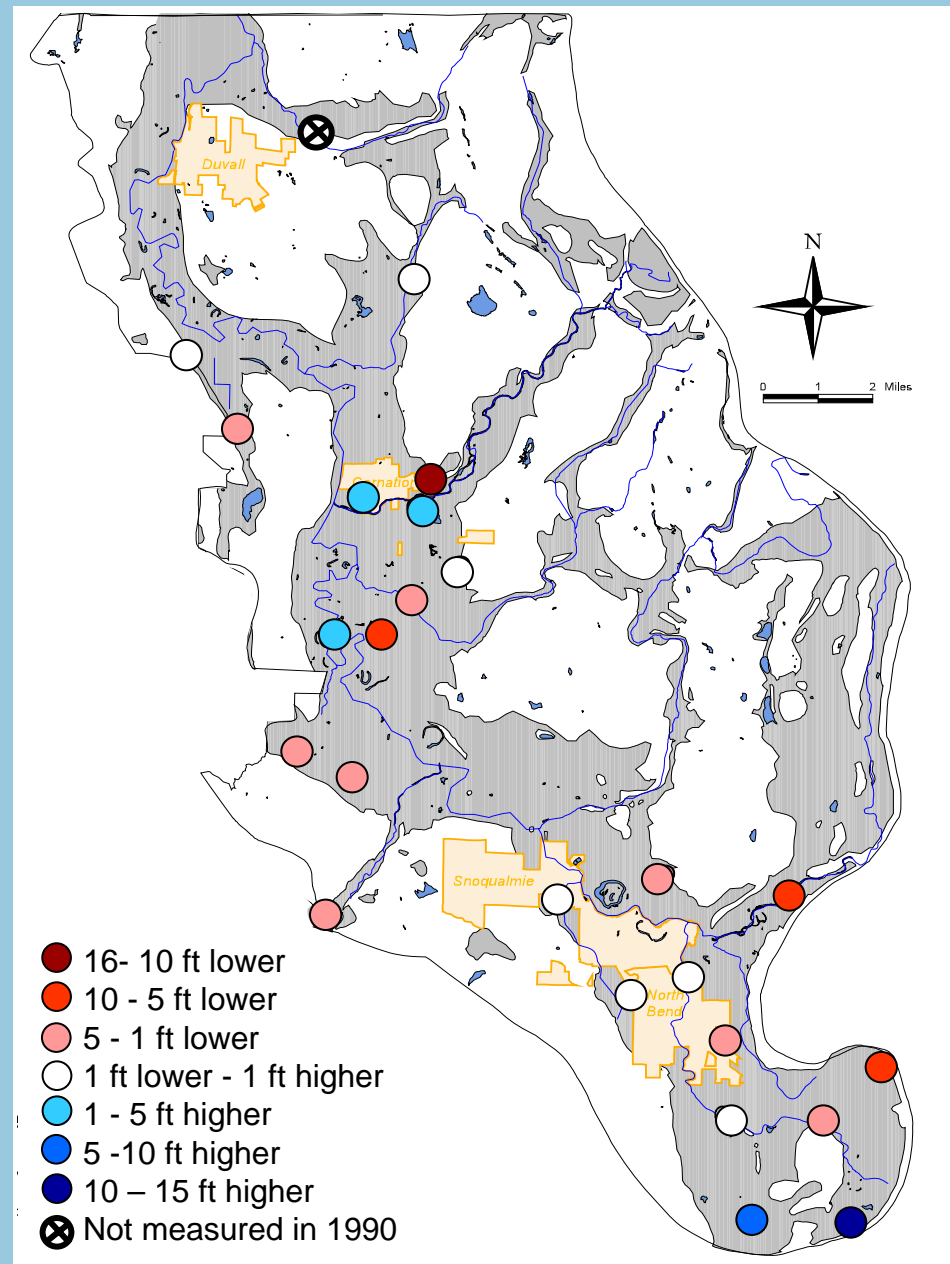 Duvall
N
0 1 2 Miles
Carnation
Snoqualmie
North
Bend
16- 10 ft lower
10 - 5 ft lower
5 - 1 ft lower
1 ft lower - 1 ft higher
1 - 5 ft higher
5 -10 ft higher
10 – 15 ft higher
Not measured in 1990